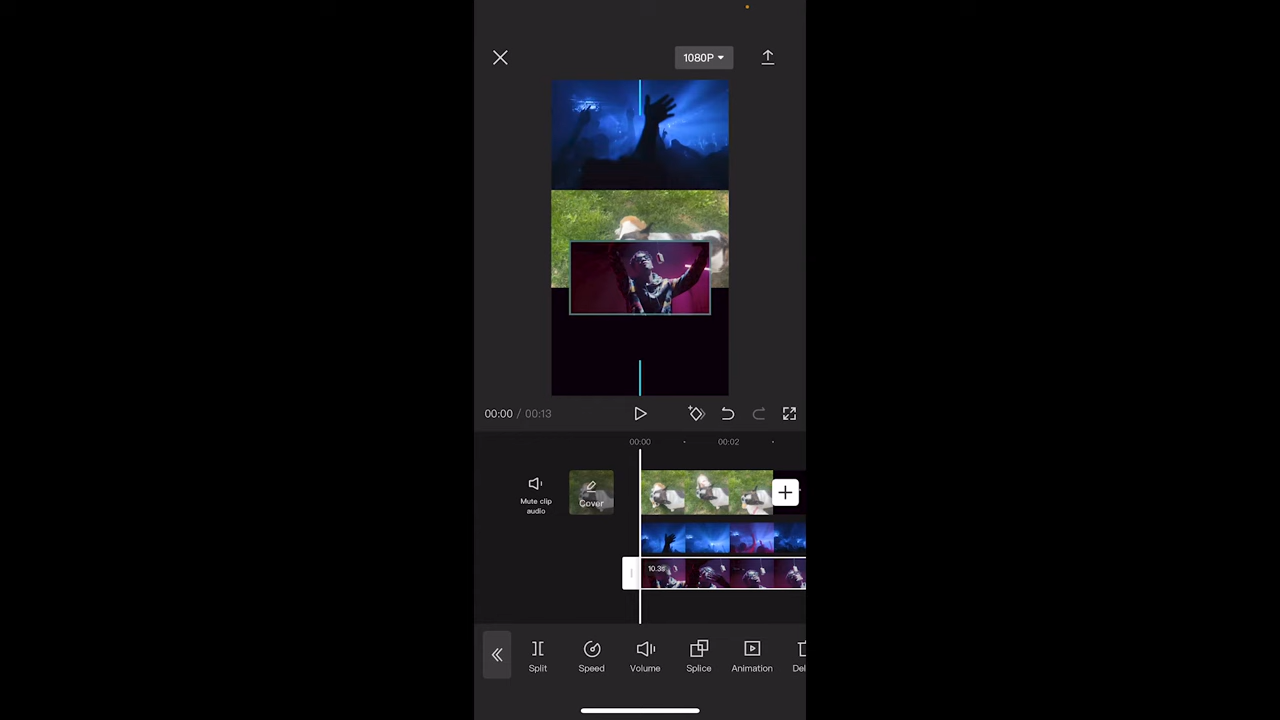 1080P
00:00 / 00:13
00:00
00:02
Mute clip
audio
Cover
10.3s
Split
Speed
Volume
Splice
Animation
Del